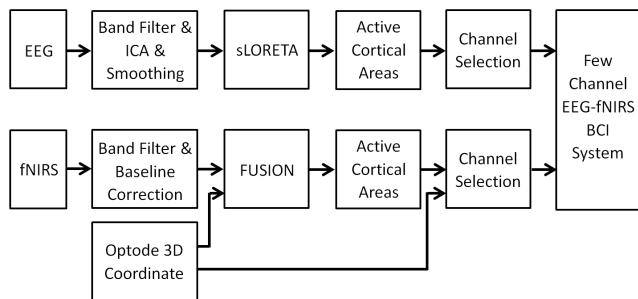 EEG
Band Filter &
ICA &
Smoothing
sLORETA
Active
Cortical
Areas
Channel
Selection
Few
Channel
EEG-fNIRS
BCI
System
fNIRS
Band Filter &
Baseline
Correction
FUSION
Active
Cortical
Areas
Channel
Selection
Optode 3D
Coordinate